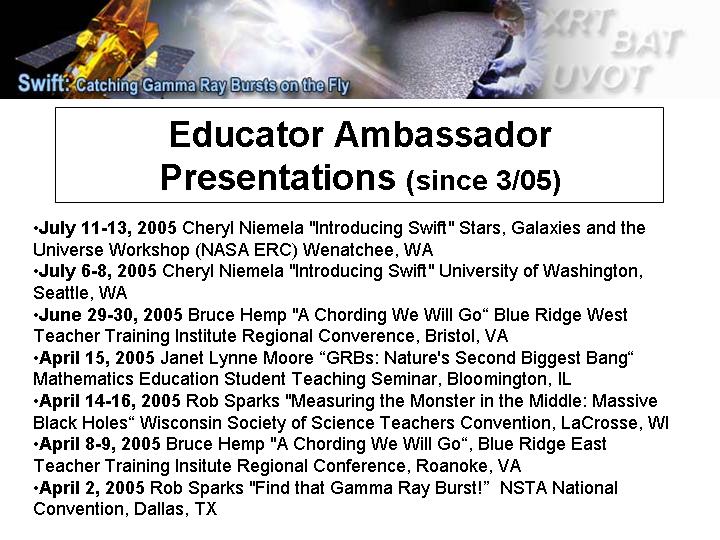 XRT
BAT
UVOT
Swift: Catching Gamma Ray Bursts on the Fly
Educator Ambassador
Presentations (since 3/05)
•July 11-13, 2005 Cheryl Niemela "Introducing Swift" Stars, Galaxies and the
Universe Workshop (NASA ERC) Wenatchee, WA
•July 6-8, 2005 Cheryl Niemela "Introducing Swift" University of Washington,
Seattle, WA
•June 29-30, 2005 Bruce Hemp "A Chording We Will Go“ Blue Ridge West
Teacher Training Institute Regional Converence, Bristol, VA
•April 15, 2005 Janet Lynne Moore “GRBs: Nature's Second Biggest Bang“
Mathematics Education Student Teaching Seminar, Bloomington, IL
•April 14-16, 2005 Rob Sparks "Measuring the Monster in the Middle: Massive
Black Holes“ Wisconsin Society of Science Teachers Convention, LaCrosse, WI
•April 8-9, 2005 Bruce Hemp "A Chording We Will Go“, Blue Ridge East
Teacher Training Insitute Regional Conference, Roanoke, VA
•April 2, 2005 Rob Sparks "Find that Gamma Ray Burst!”  NSTA National
Convention, Dallas, TX